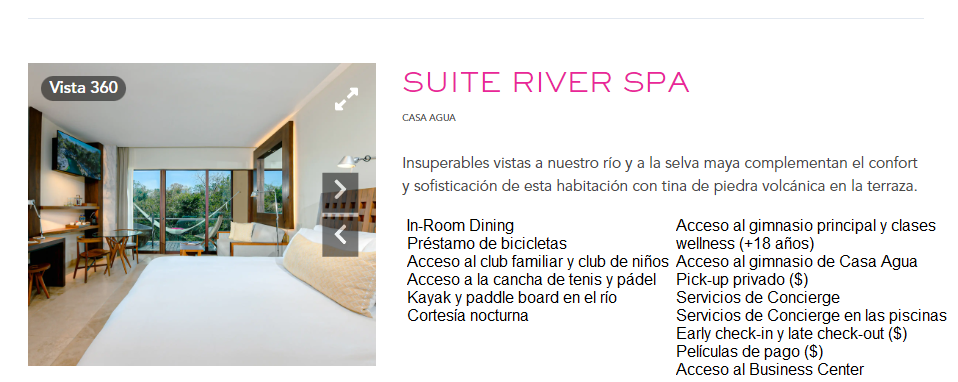 Vista 360
SUITE RIVER SPA
CASA AGUA
Insuperables vistas a nuestro río y a la selva maya complementan el confort
y sofisticación de esta habitación con tina de piedra volcánica en la terraza.
In-Room Dining
Préstamo de bicicletas
Acceso al club familiar y club de niños
Acceso a la cancha de tenis y pádel
Kayak y paddle board en el río
Cortesía nocturna
Acceso al gimnasio principal y clases
wellness (+18 años)
Acceso al gimnasio de Casa Agua
Pick-up privado ($)
Servicios de Concierge
Servicios de Concierge en las piscinas
Early check-in y late check-out ($)
Películas de pago ($)
Acceso al Business Center